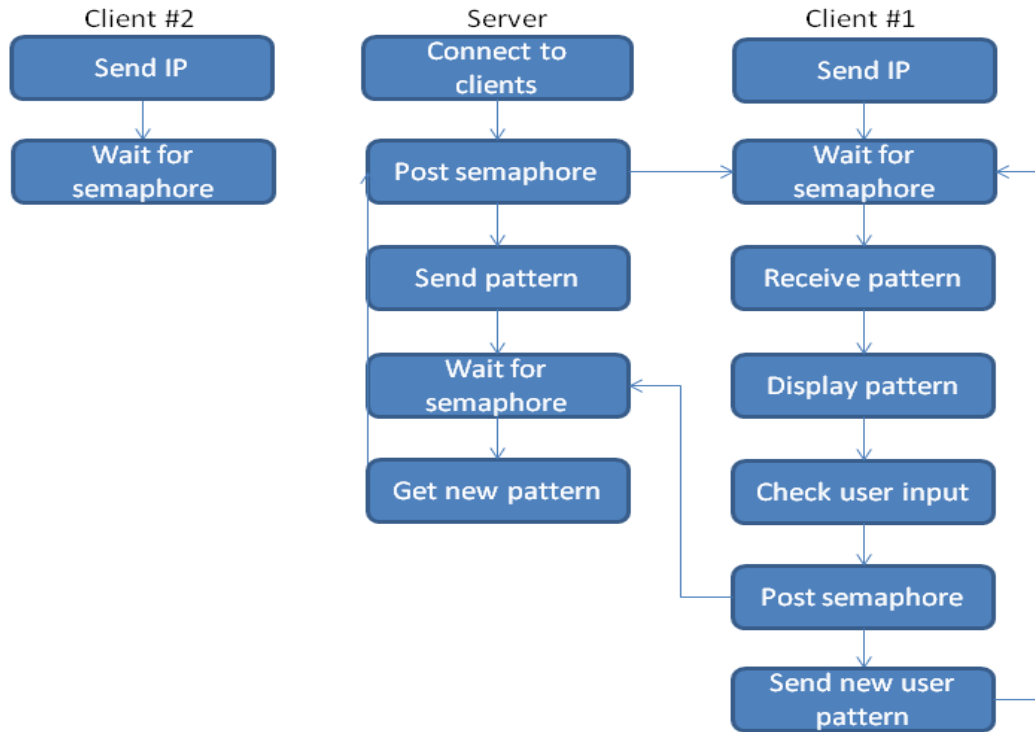 Client #2
Server
Client #1
Send IP
Connect to
clients
Send IP
Wait for
semaphore
Post semaphore
Wait for
semaphore
Send pattern
Receive pattern
Wait for
semaphore
Display pattern
Get new pattern
Check user input
Post semaphore
Send new user
pattern